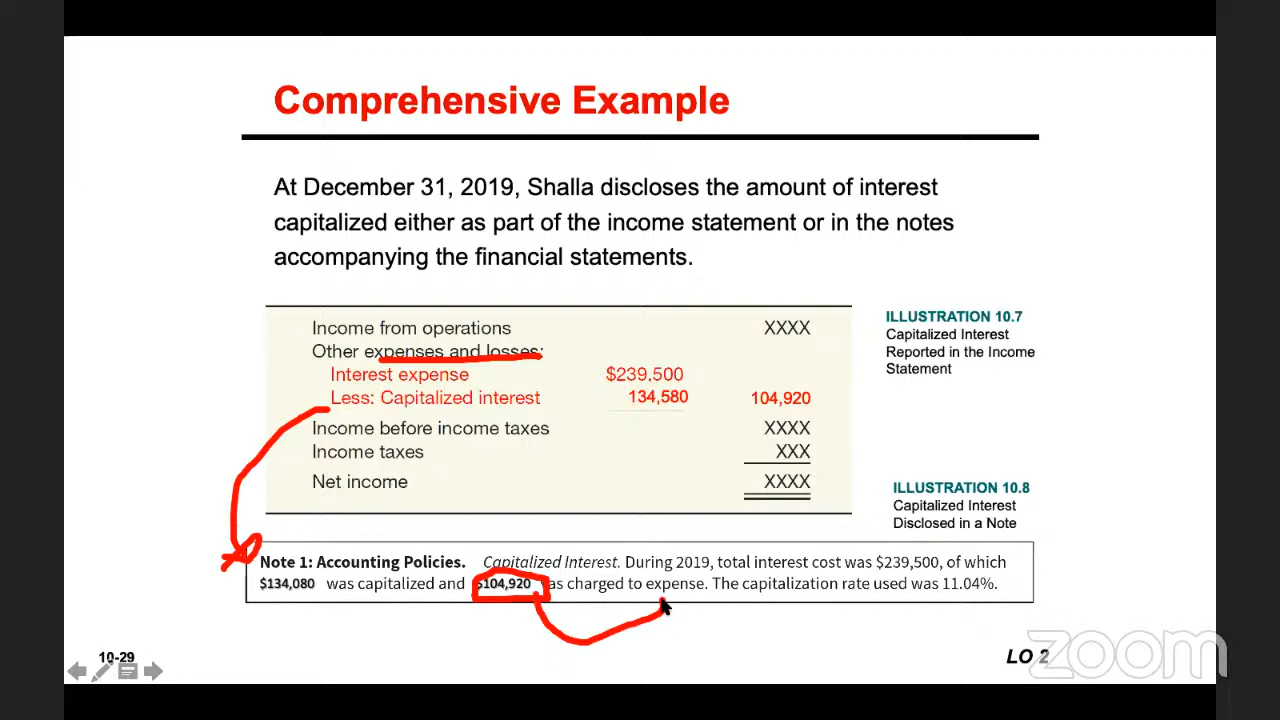 Comprehensive Example
At December 31, 2019, Shalla discloses the amount of interest
capitalized either as part of the income statement or in the notes
accompanying the financial statements.
Income from operations XXXX
Other expenses and losses:
Interest expense $239,500
Less: Capitalized interest 134,580 104,920
Income before income taxes XXXX
Income taxes XXX
Net income XXXX
ILLUSTRATION 10.7
Capitalized Interest
Reported in the Income
Statement
ILLUSTRATION 10.8
Capitalized Interest
Disclosed in a Note
Note 1: Accounting Policies. Capitalized Interest. During 2019, total interest cost was $239,500, of which
$134,080 was capitalized and $104,920 as charged to expense. The capitalization rate used was 11.04%.
10-29
LO 2
zoom